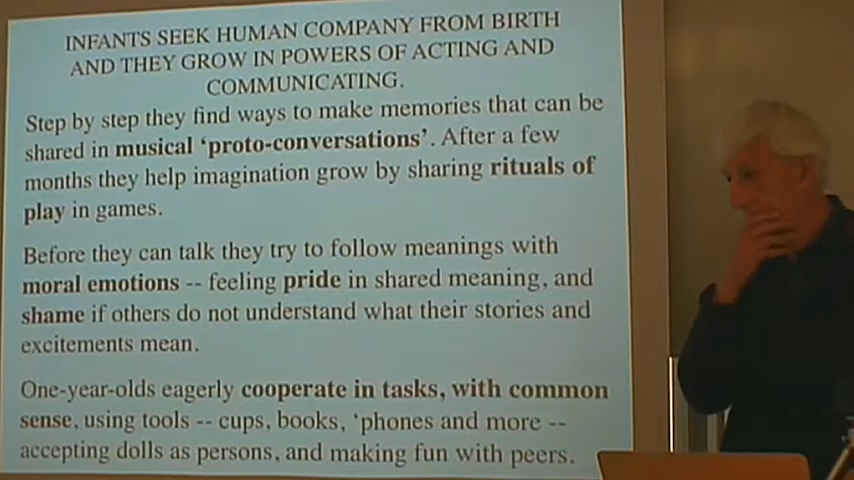 INFANTS SEEK HUMAN COMPANY FROM BIRTH
AND THEY GROW IN POWERS OF ACTING AND
COMMUNICATING.
Step by step they find ways to make memories that can be
shared in musical ‘proto-conversations’. After a few
months they help imagination grow by sharing rituals of
play in games.
Before they can talk they try to follow meanings with
moral emotions -- feeling pride in shared meaning, and
shame if others do not understand what their stories and
excitements mean.
One-year-olds eagerly cooperate in tasks, with common
sense, using tools -- cups, books, ‘phones and more --
accepting dolls as persons, and making fun with peers.